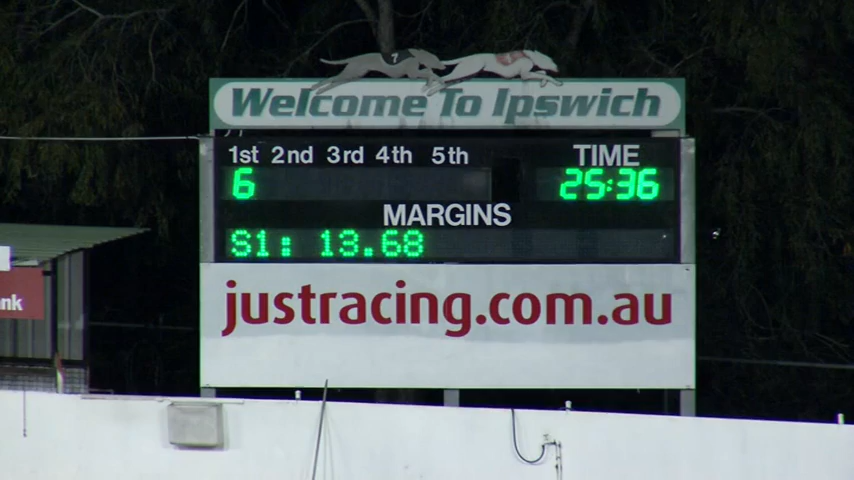 7
Welcome To Ipswich
1st 2nd 3rd 4th 5th TIME
6 25:36
MARGINS
S1: 13.68
justracing.com.au
nk